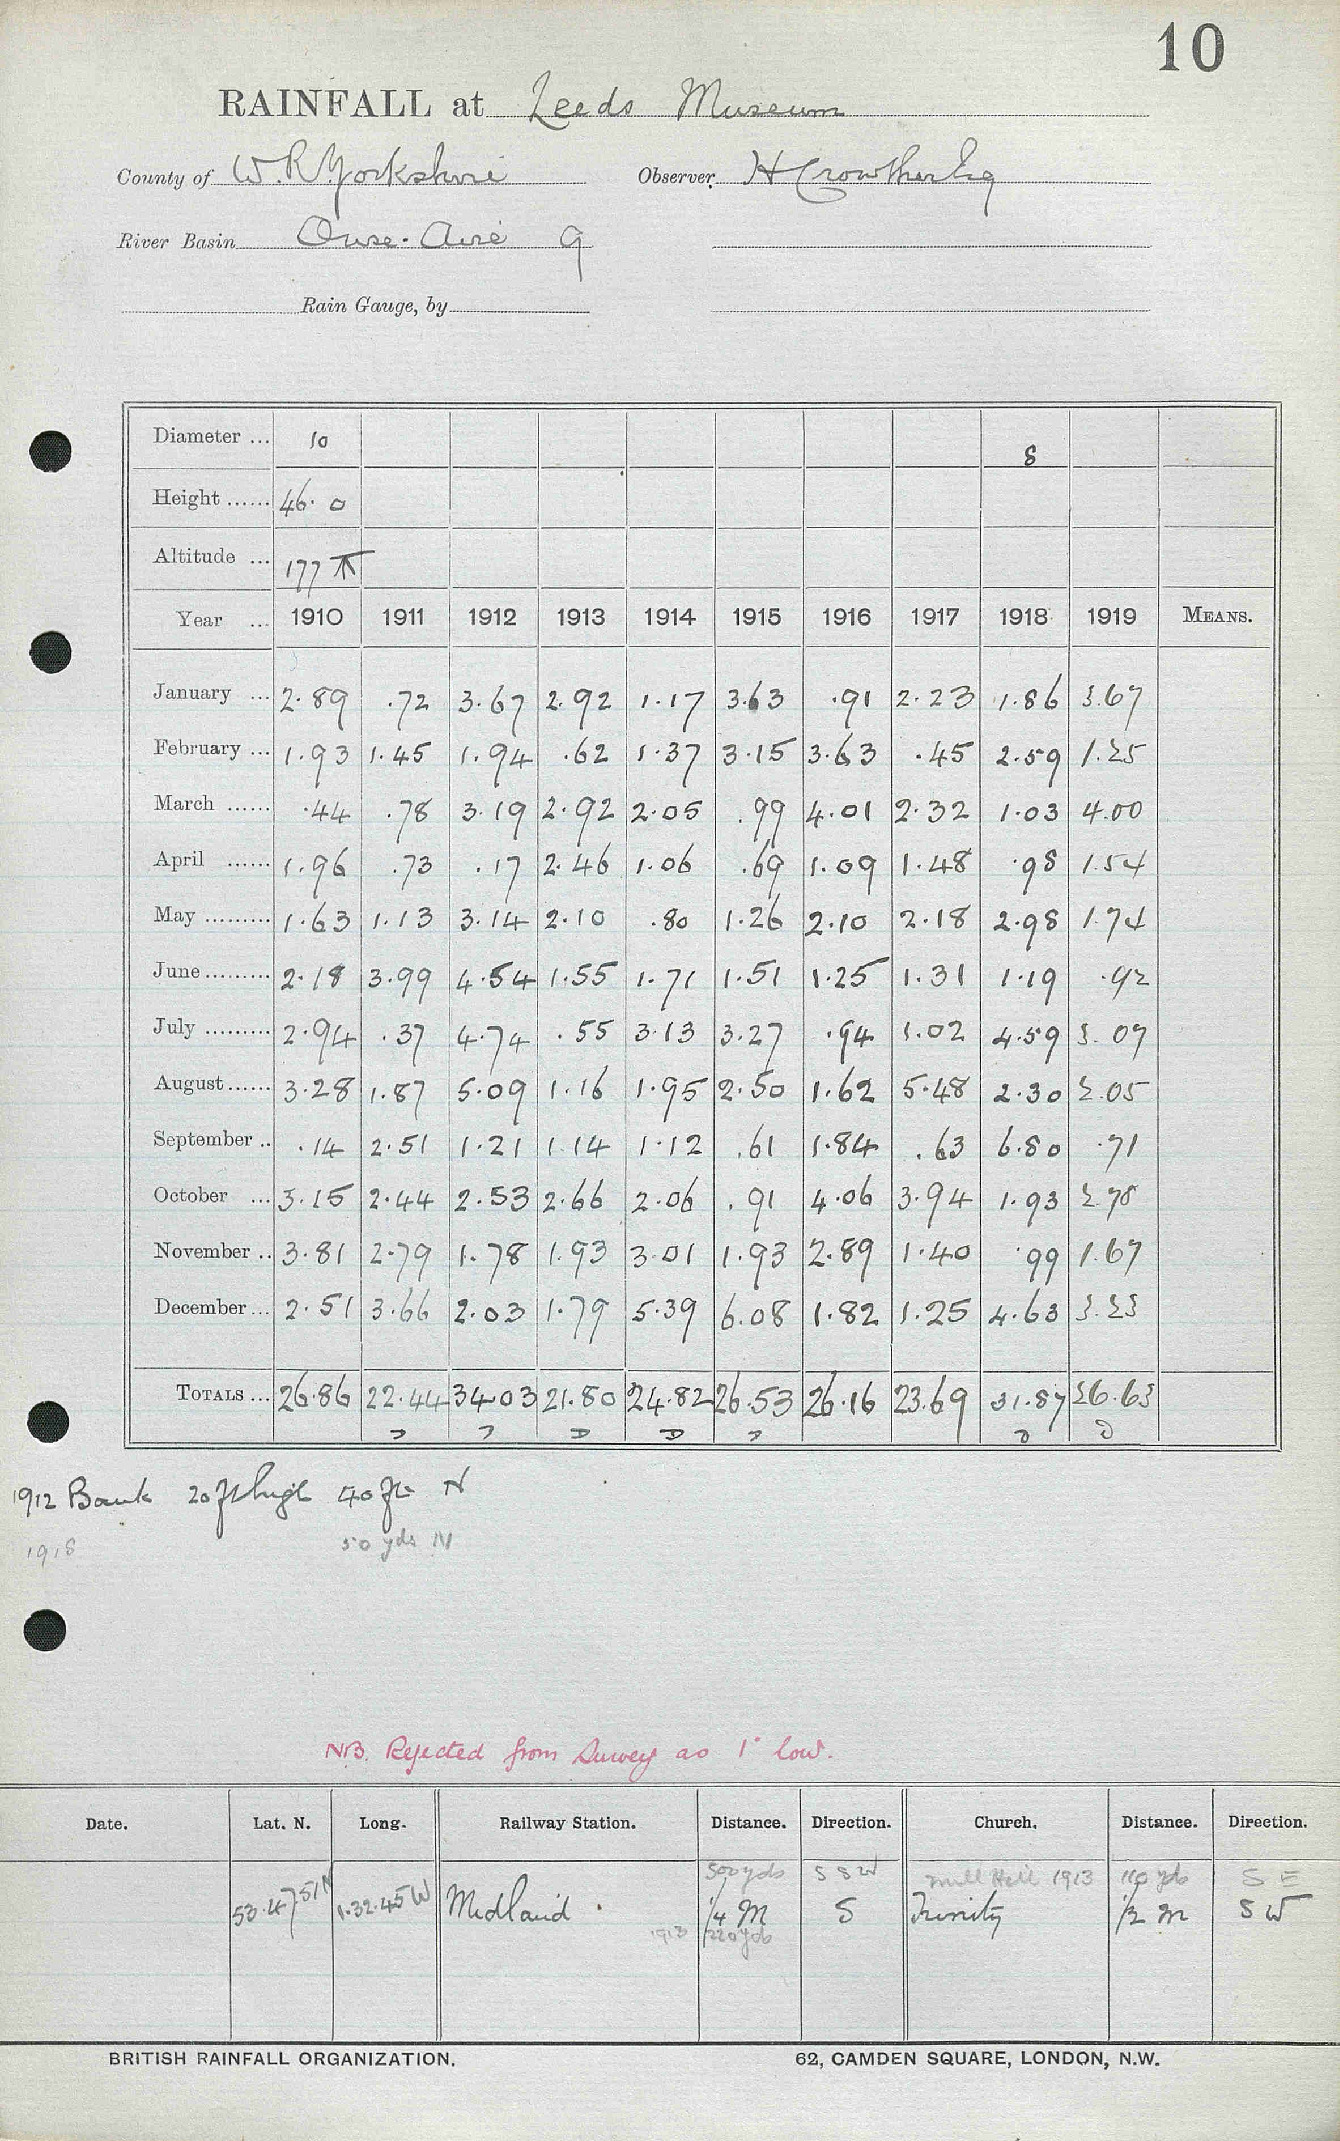 10
RAINFALL at Leeds Museum
County of W. R. Yorkshire Observer, H Crowther Esq
River Basin Ouse. Aire 9
Rain Gauge, by
Diameter ... 10 8
Height ...... 46. 0
Altitude ... 177
Year ... 1910 1911 1912 1913 1914 1915 1916 1917 1918 1919 MEANS.
January ... 2.89 .72 3.67 2.92 1.17 3.63 .91 2.23 1.86 3.67
February ... 1.93 1.45 1.94 .62 1.37 3.15 3.63 .45 2.59 1.25
March ...... .44 .78 3.19 2.92 2.05 .99 4.01 2.32 1.03 4.00
April ...... 1.96 .73 .17 2.46 1.06 .69 1.09 1.48 .98 1.54
May ......... 1.63 1.13 3.14 2.10 .80 1.26 2.10 2.18 2.98 1.74
June ......... 2.18 3.99 4.54 1.55 1.71 1.51 1.25 1.31 1.19 .92
July ......... 2.94 .37 4.74 .55 3.13 3.27 .94 1.02 4.59 3.07
August ...... 3.28 1.87 5.09 1.16 1.95 2.50 1.62 5.48 2.30 2.05
September .. .14 2.51 1.21 1.14 1.12 .61 1.84 .63 6.80 .71
October ... 3.15 2.44 2.53 2.66 2.06 .91 4.06 3.94 1.93 2.78
November .. 3.81 2.79 1.78 1.93 3.01 1.93 2.89 1.40 .99 1.67
December ... 2.51 3.66 2.03 1.79 5.39 6.08 1.82 1.25 4.63 3.23
TOTALS ... 26.86 22.44 34.03 21.80 24.82 26.53 26.16 23.69 31.87 26.63
1912 Bank 20 ft high 40 ft N
1918 50 yds N
NB. Rejected from Survey as 1" low.
Date. Lat. N. Long. Railway Station. Distance. Direction. Church. Distance. Direction.
500 yds S S W Mill Hill 1913 110 yds S E
53.47.51N 1.32.45W Midland 1/4 M S Trinity 1/2 M S W
1913 220 yds
BRITISH RAINFALL ORGANIZATION. 62, CAMDEN SQUARE, LONDON, N.W.